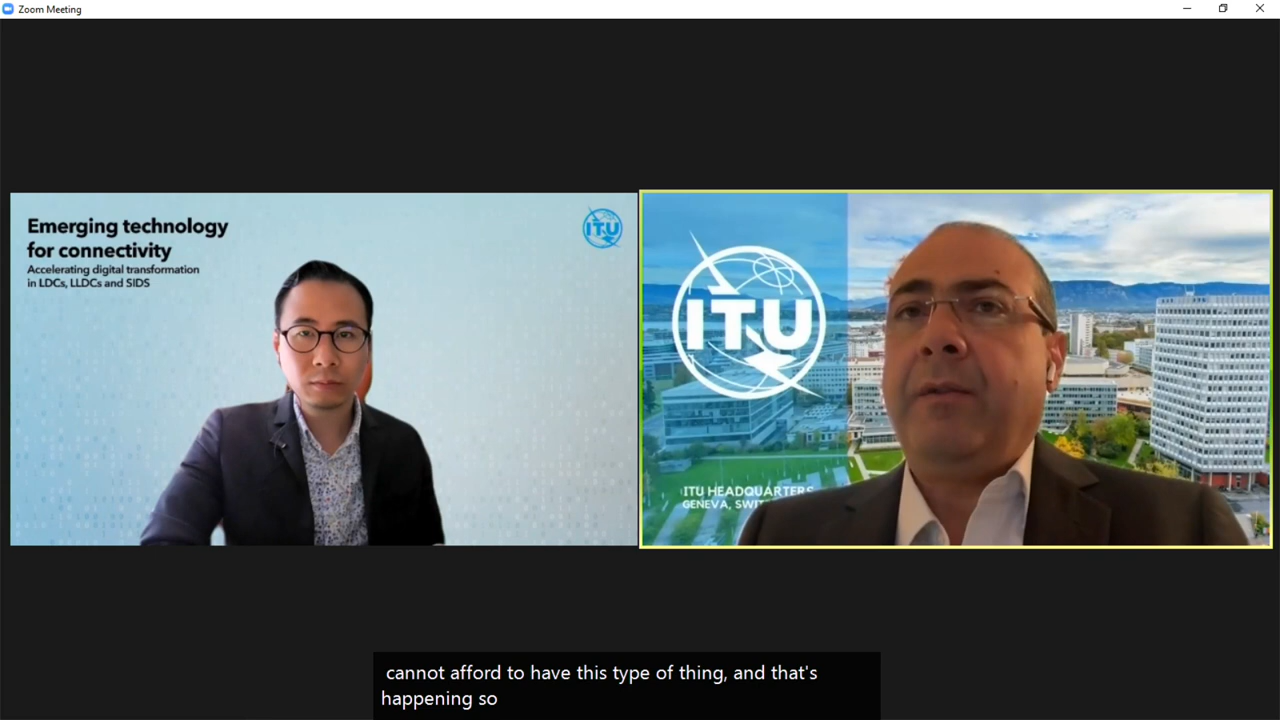 Zoom Meeting
Emerging technology
for connectivity
Accelerating digital transformation
in LDCs, LLDCs and SIDS
ITU
ITU
ITU HEADQUARTERS
GENEVA,
cannot afford to have this type of thing, and that's
happening so